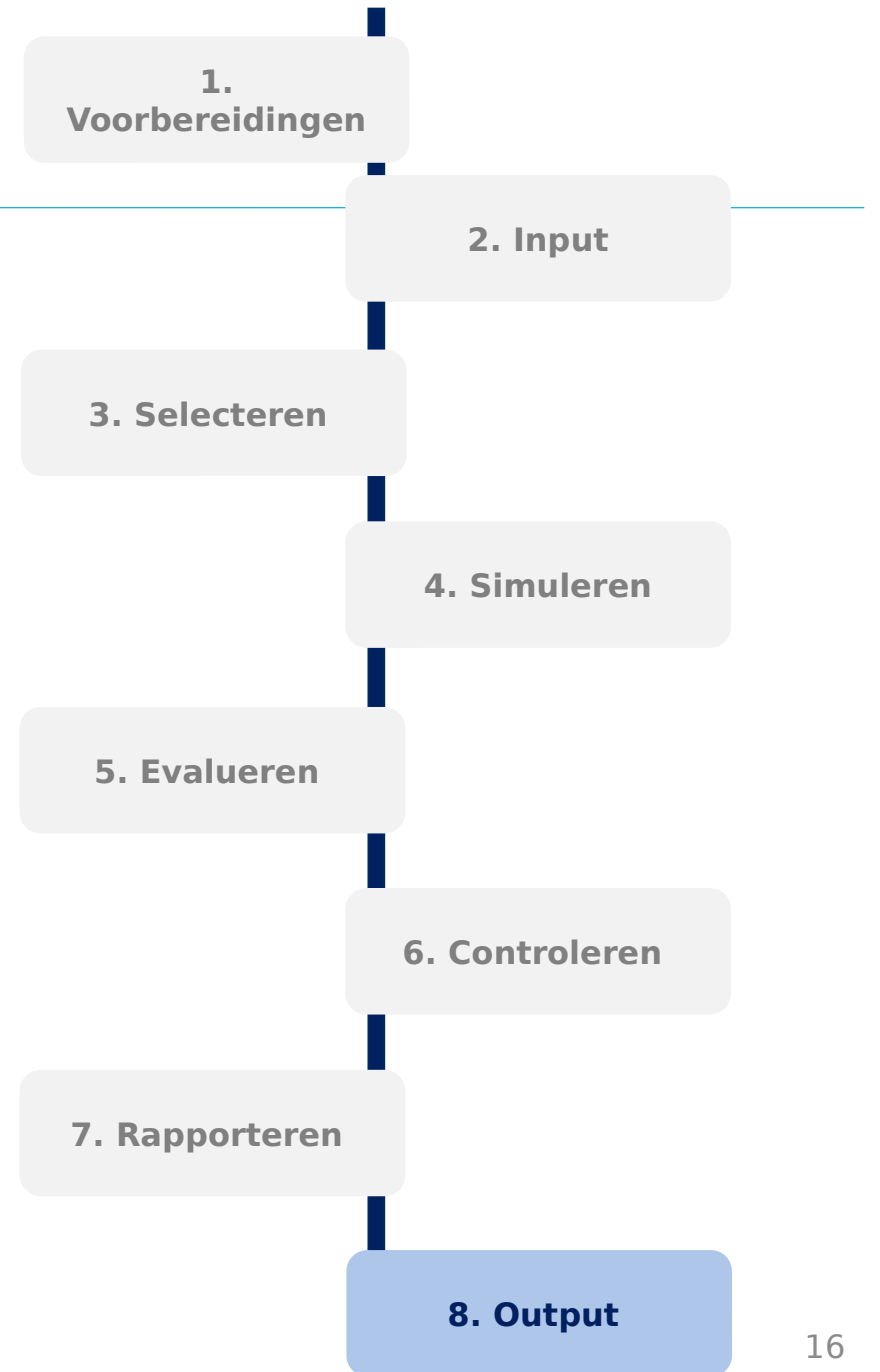 1.
Voorbereidingen
2. Input
3. Selecteren
4. Simuleren
5. Evalueren
6. Controleren
7. Rapporteren
8. Output
16